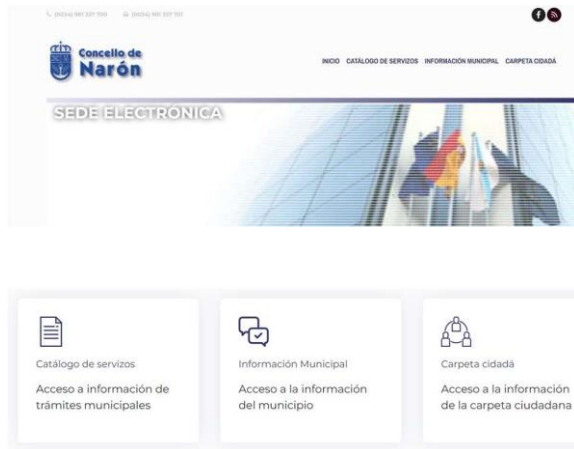 Concello de
Narón
INICIO CATÁLOGO DE SERVIZOS INFORMACIÓN MUNICIPAL CARPETA CIDADÁ
SEDE ELECTRÓNICA
Catálogo de servizos
Acceso a información de
trámites municipales
Información Municipal
Acceso a la información
del municipio
Carpeta cidadá
Acceso a la información
de la carpeta ciudadana